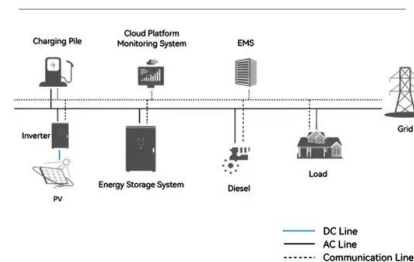 Charging Pile
Cloud Platform
Monitoring System
EMS
Grid
Inverter
PV
Energy Storage System
Diesel
Load
DC Line
AC Line
Communication Line